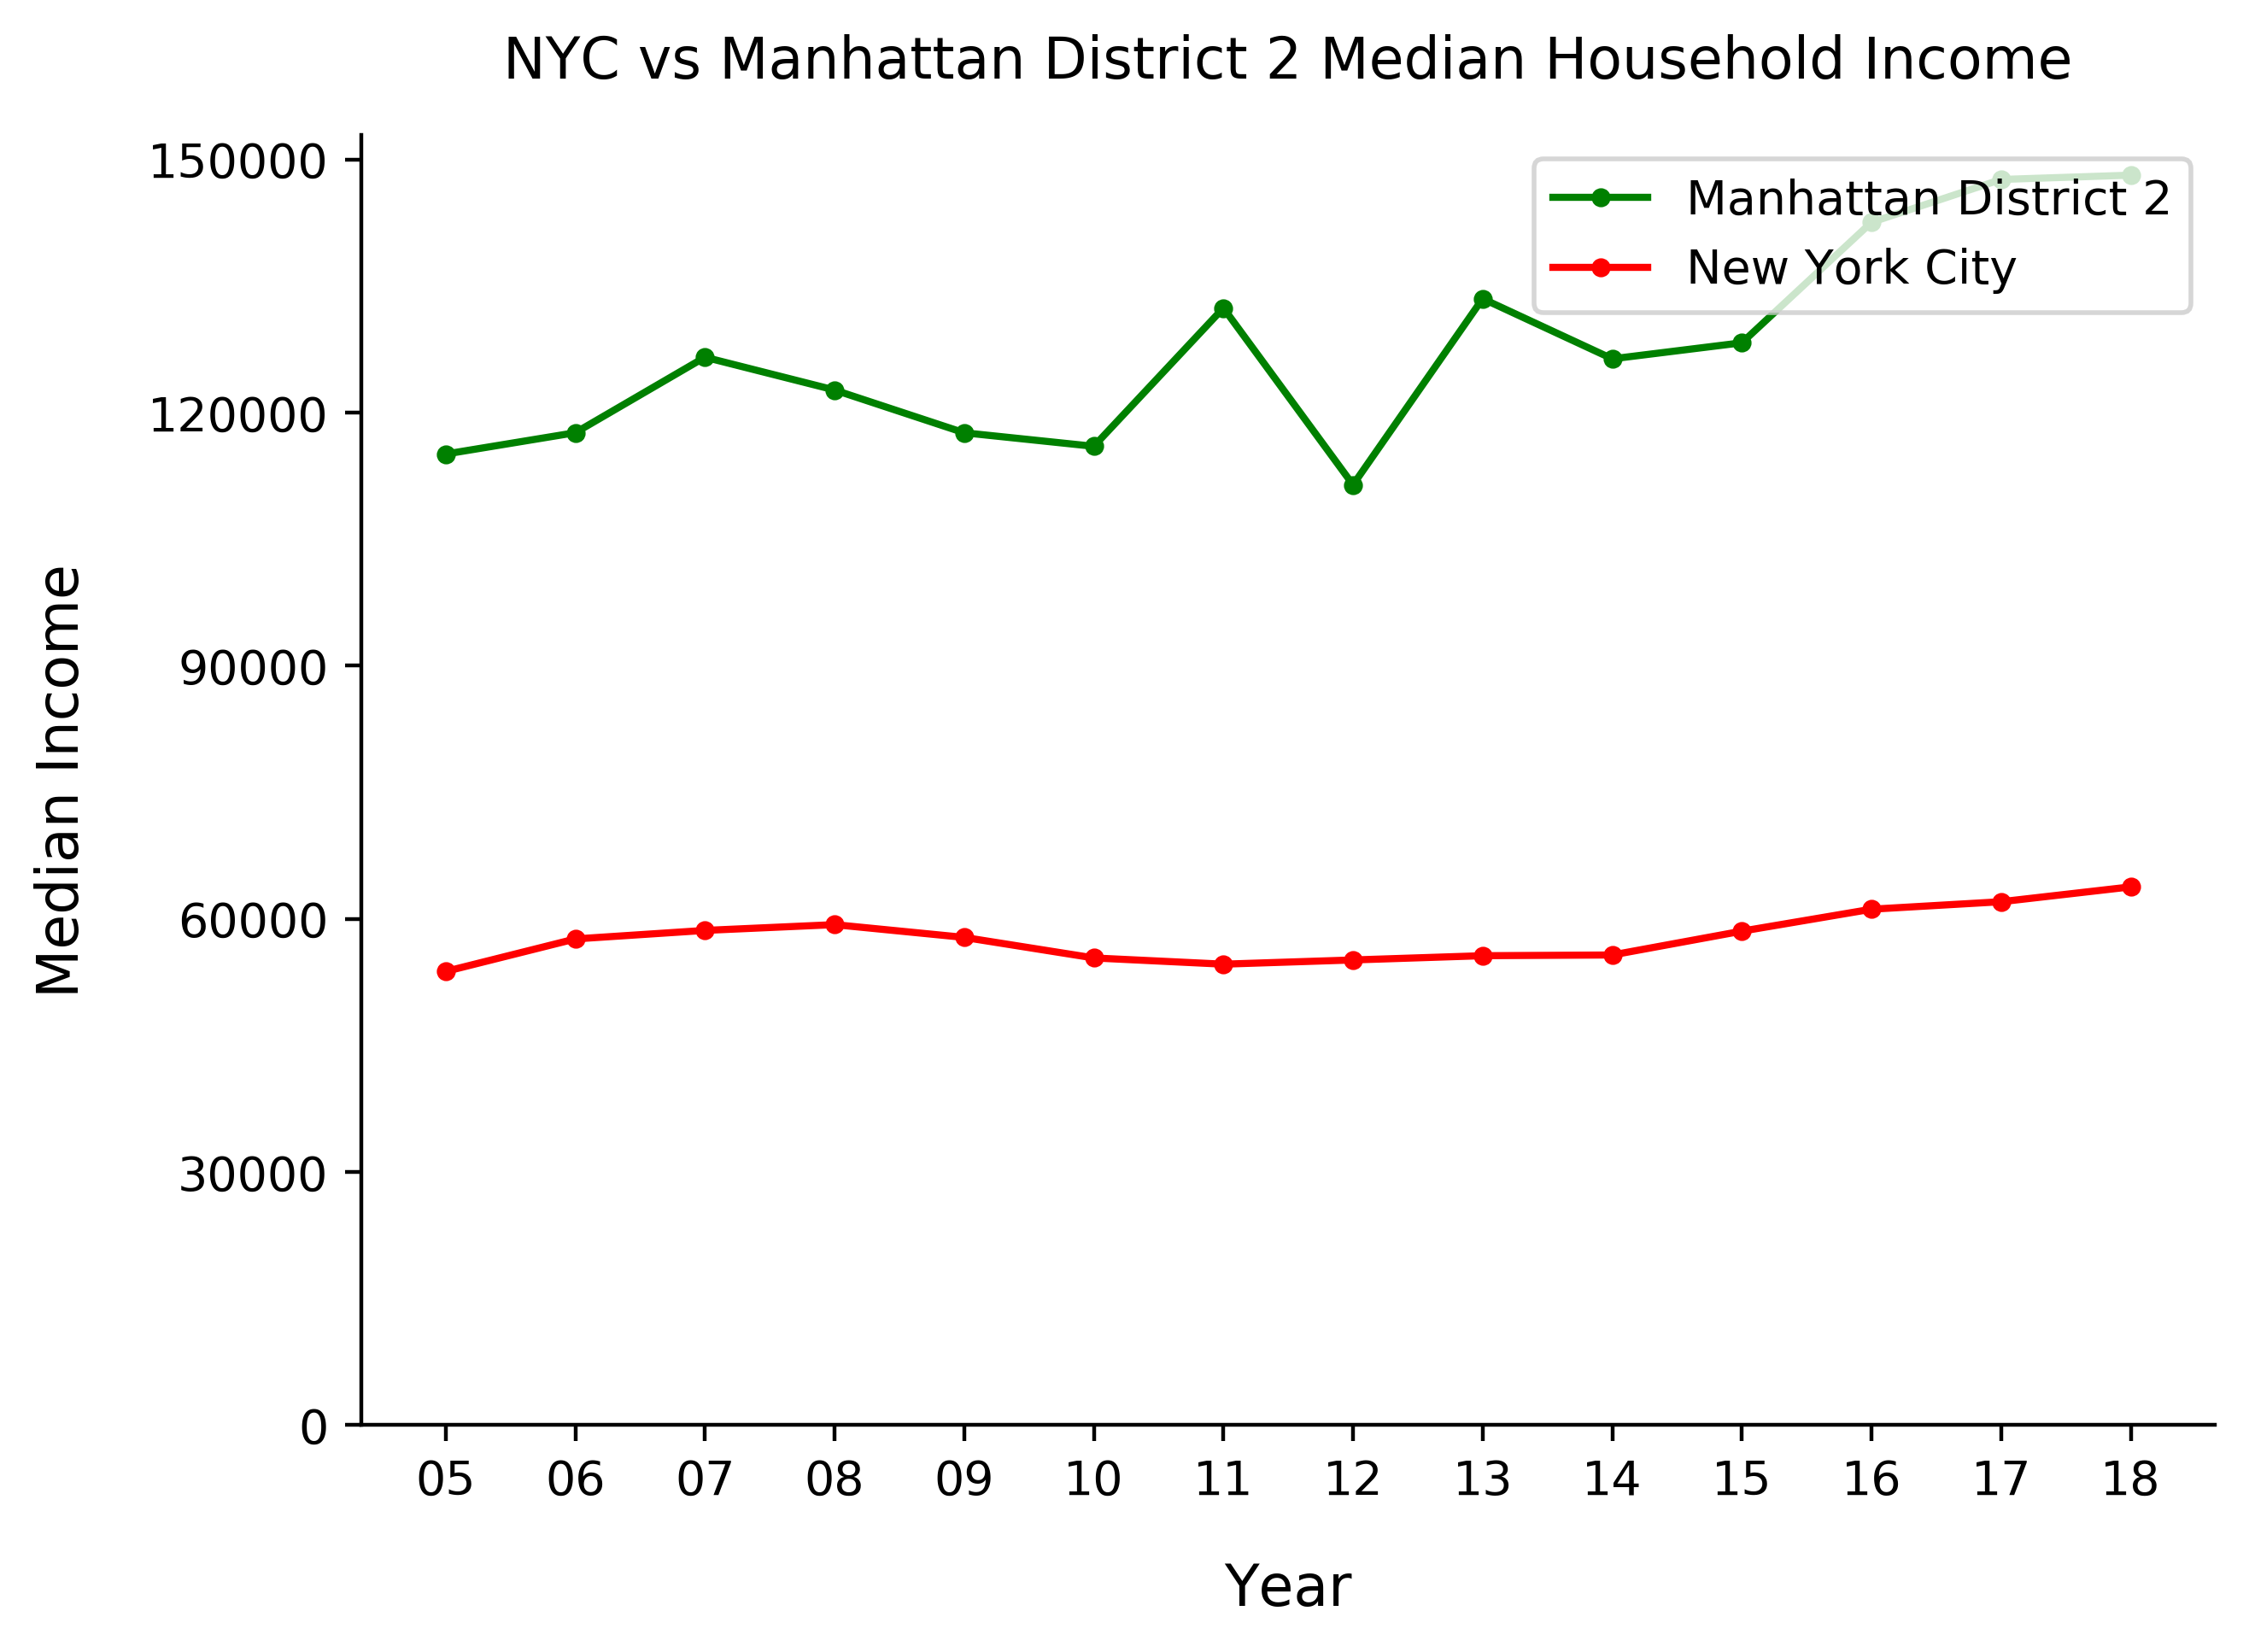 NYC vs Manhattan District 2 Median Household Income
150000
120000
90000
60000
30000
0
Median Income
Manhattan District 2
New York City
05 06 07 08 09 10 11 12 13 14 15 16 17 18
Year